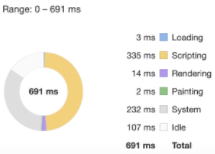 Range: 0 – 691 ms
3 ms Loading
335 ms Scripting
14 ms Rendering
2 ms Painting
691 ms
232 ms System
107 ms Idle
691 ms Total